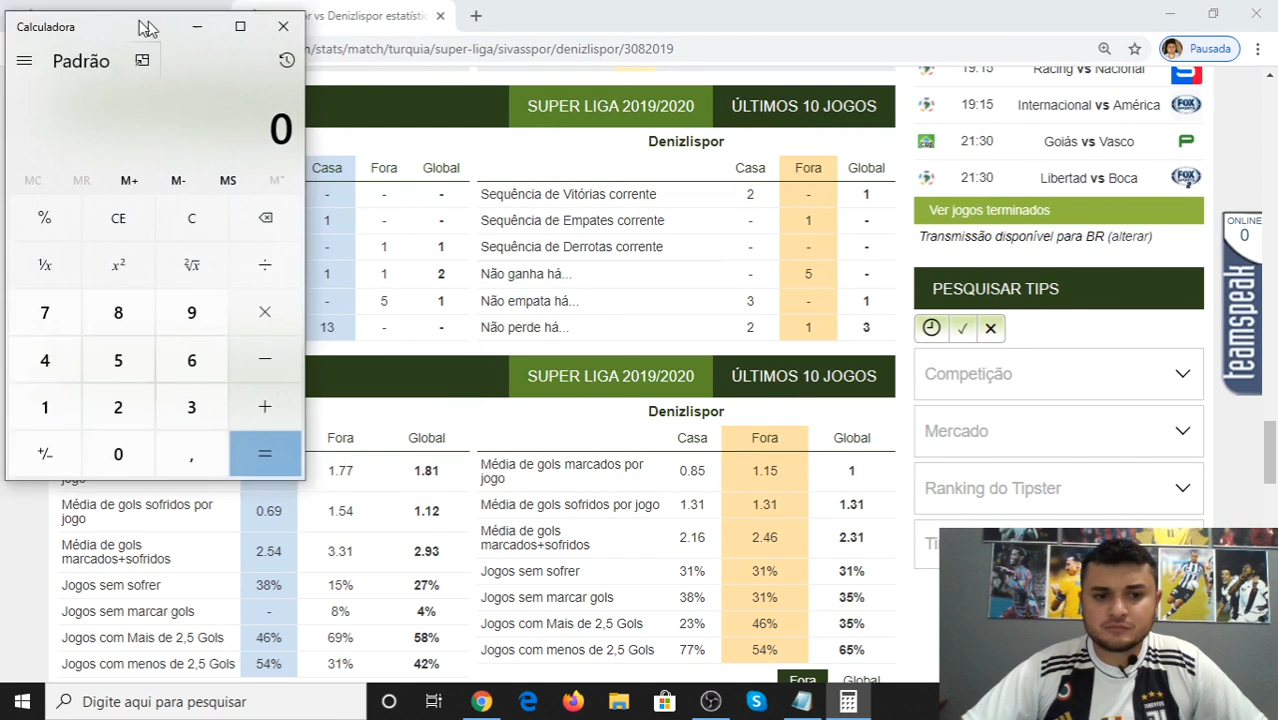 Calculadora
Padrão
0
MC MR M+ M- MS M˅
% CE C
¹/x x² ²√x ÷
7 8 9 ×
4 5 6 −
1 2 3 +
+/− 0 , =
or vs Denizlispor estatístic
om/stats/match/turquia/super-liga/sivasspor/denizlispor/3082019
Pausada
SUPER LIGA 2019/2020 ÚLTIMOS 10 JOGOS
Denizlispor
Casa Fora Global Casa Fora Global
- - - Sequência de Vitórias corrente 2 - 1
1 - - Sequência de Empates corrente - 1 -
- 1 1 Sequência de Derrotas corrente - - -
1 1 2 Não ganha há... - 5 -
- 5 1 Não empata há... 3 - 1
13 - - Não perde há... 2 1 3
SUPER LIGA 2019/2020 ÚLTIMOS 10 JOGOS
Denizlispor
Fora Global Casa Fora Global
jogo 1.77 1.81 Média de gols marcados por jogo 0.85 1.15 1
Média de gols sofridos por jogo 0.69 1.54 1.12 Média de gols sofridos por jogo 1.31 1.31 1.31
Média de gols marcados+sofridos 2.54 3.31 2.93 Média de gols marcados+sofridos 2.16 2.46 2.31
Jogos sem sofrer 38% 15% 27% Jogos sem sofrer 31% 31% 31%
Jogos sem marcar gols - 8% 4% Jogos sem marcar gols 38% 31% 35%
Jogos com Mais de 2,5 Gols 46% 69% 58% Jogos com Mais de 2,5 Gols 23% 46% 35%
Jogos com menos de 2,5 Gols 54% 31% 42% Jogos com menos de 2,5 Gols 77% 54% 65%
Fora Global
19:15 Racing vs Nacional
19:15 Internacional vs América FOX SPORTS
21:30 Goiás vs Vasco
21:30 Libertad vs Boca FOX SPORTS
Ver jogos terminados
Transmissão disponível para BR (alterar)
PESQUISAR TIPS
Competição
Mercado
Ranking do Tipster
Ti
ONLINE
0
teamspeak
Digite aqui para pesquisar